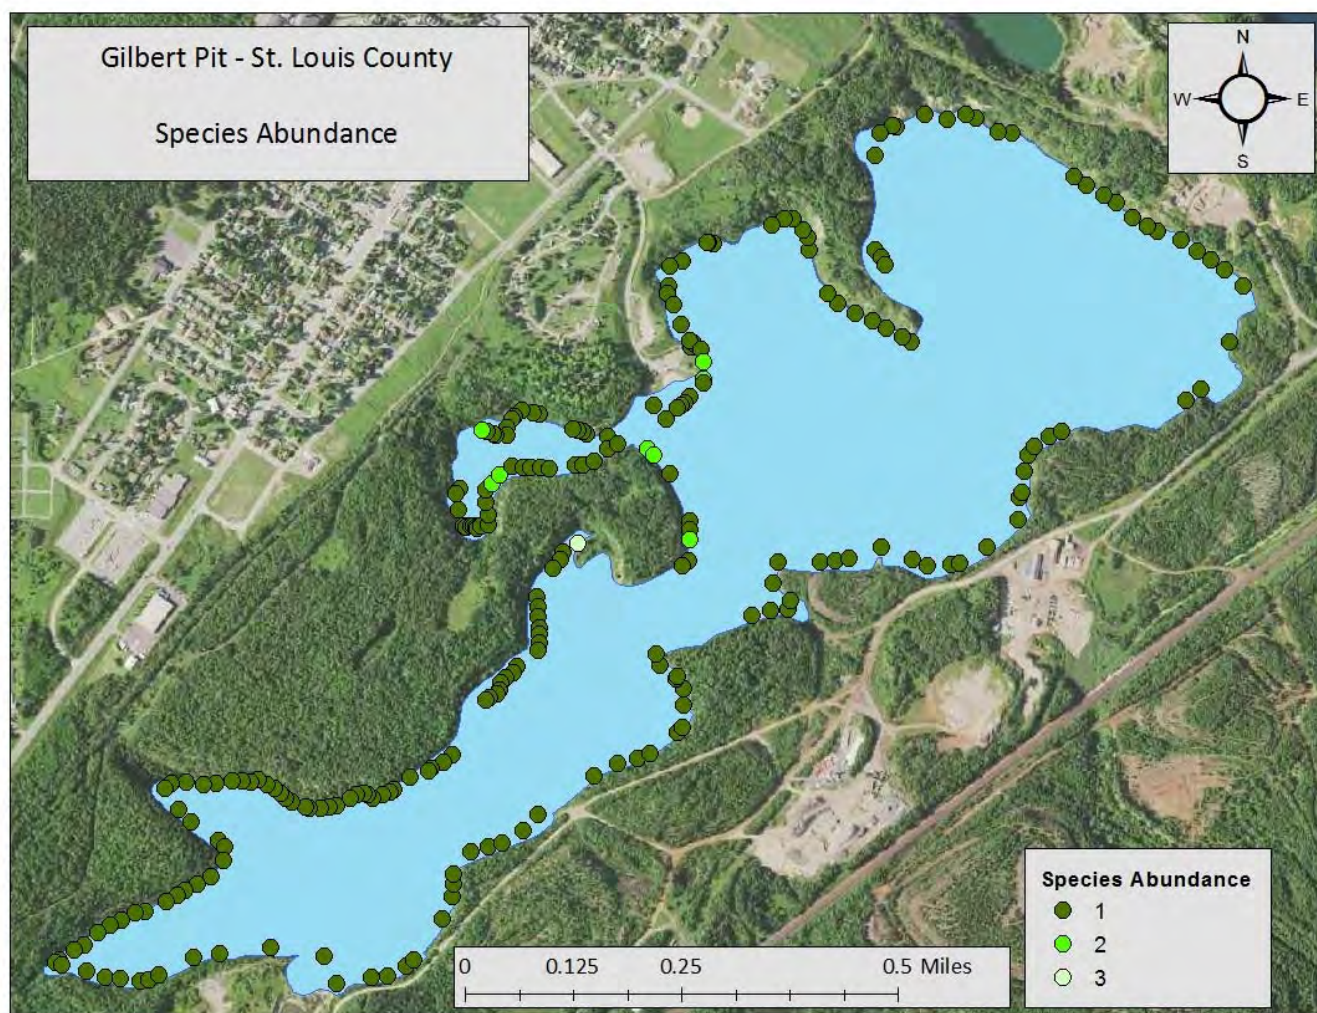 Gilbert Pit - St. Louis County
Species Abundance
N
W E
S
Species Abundance
1
2
3
0 0.125 0.25 0.5 Miles